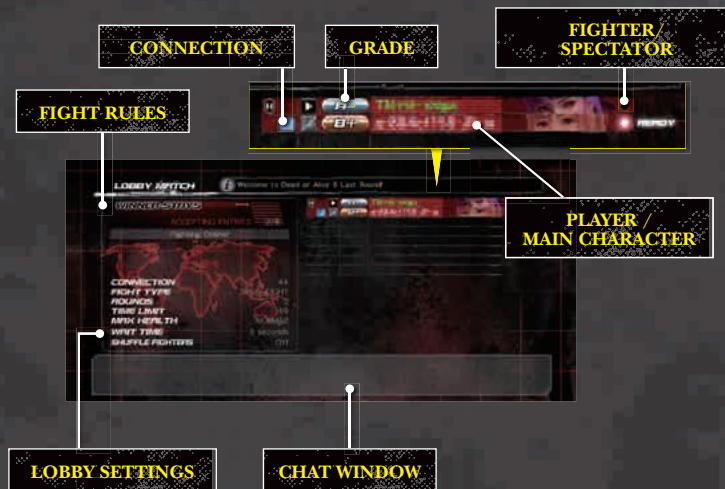 CONNECTION
GRADE
FIGHTER/
SPECTATOR
FIGHT RULES
READY
LOBBY MATCH
Welcome to Dead or Alive 5 Last Round!
WINNER STAYS
ACCEPTING ENTRIES
PLAYER /
MAIN CHARACTER
CONNECTION
FIGHT TYPE
ROUNDS
TIME LIMIT
MAX HEALTH
WAIT TIME
SHUFFLE FIGHTERS
LOBBY SETTINGS
CHAT WINDOW